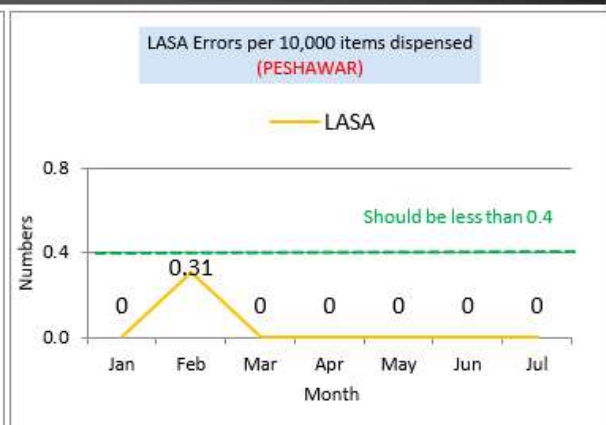 LASA Errors per 10,000 items dispensed
(PESHAWAR)
LASA
0.8
Should be less than 0.4
0.4
0.31
0 0 0 0 0 0
0.0
Numbers
Jan Feb Mar Apr May Jun Jul
Month